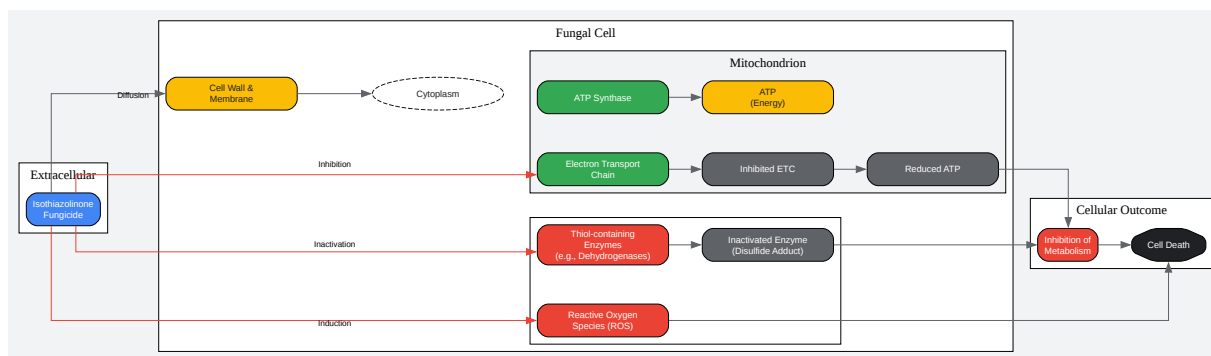 Fungal Cell
Mitochondrion
Cell Wall &
Membrane
Diffusion
Cytoplasm
ATP Synthase
ATP
(Energy)
Inhibition
Electron Transport
Chain
Inhibited ETC
Reduced ATP
Extracellular
Isothiazolinone
Fungicide
Cellular Outcome
Inactivation
Thiol-containing
Enzymes
(e.g., Dehydrogenases)
Inactivated Enzyme
(Disulfide Adduct)
Inhibition of
Metabolism
Cell Death
Induction
Reactive Oxygen
Species (ROS)